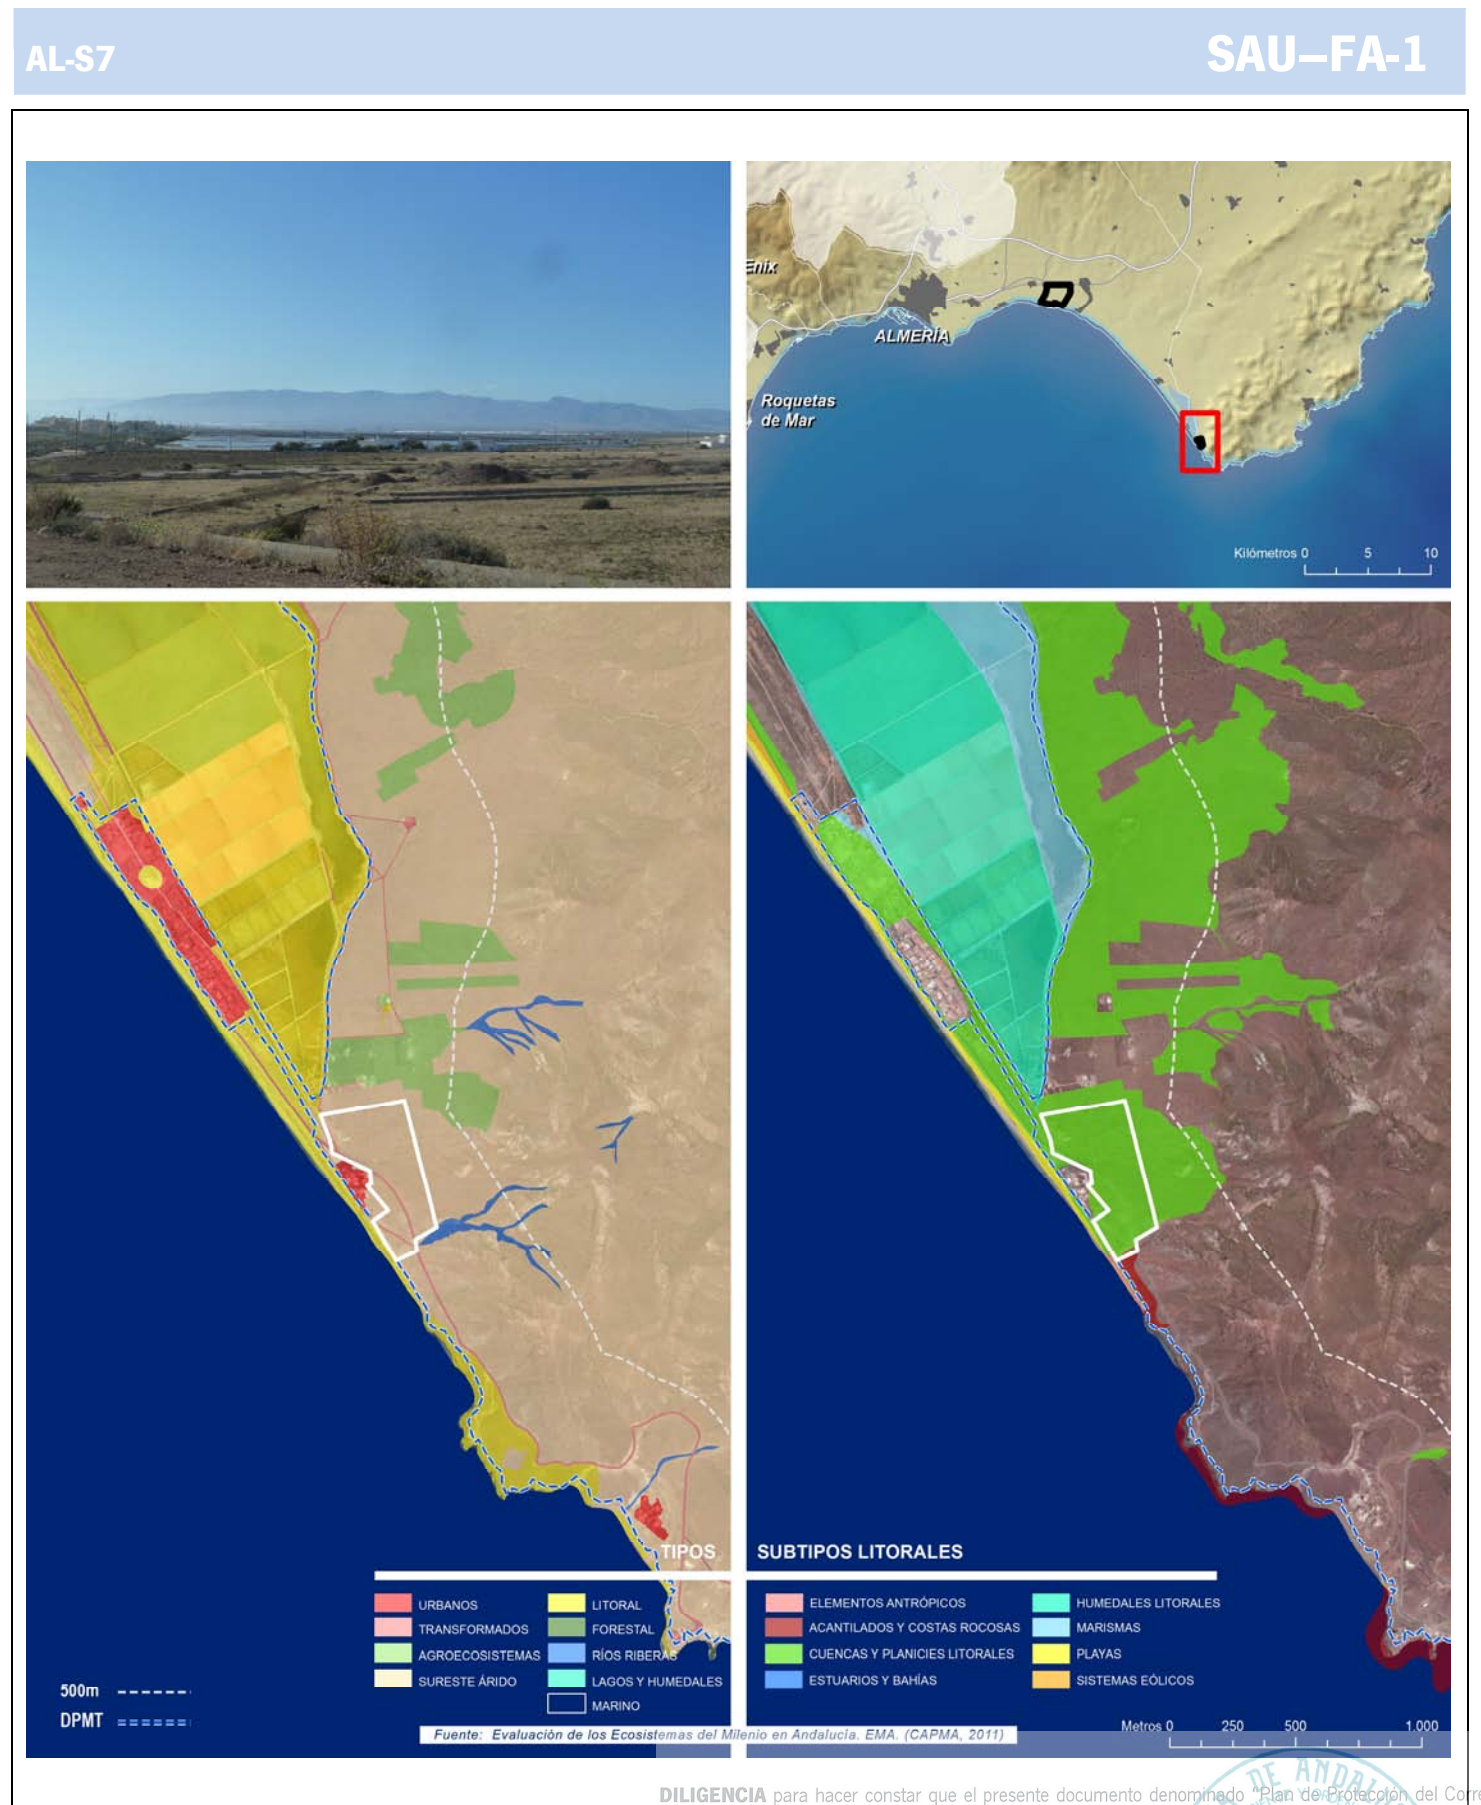 AL-S7
SAU–FA-1
Enix
ALMERÍA
Roquetas
de Mar
Kilómetros 0 5 10
TIPOS
URBANOS
TRANSFORMADOS
AGROECOSISTEMAS
SURESTE ÁRIDO
LITORAL
FORESTAL
RÍOS RIBERAS
LAGOS Y HUMEDALES
MARINO
500m
DPMT
SUBTIPOS LITORALES
ELEMENTOS ANTRÓPICOS
ACANTILADOS Y COSTAS ROCOSAS
CUENCAS Y PLANICIES LITORALES
ESTUARIOS Y BAHÍAS
HUMEDALES LITORALES
MARISMAS
PLAYAS
SISTEMAS EÓLICOS
Metros 0 250 500 1.000
Fuente: Evaluación de los Ecosistemas del Milenio en Andalucía. EMA. (CAPMA, 2011)
DILIGENCIA para hacer constar que el presente documento denominado "Plan de Protección del
DE ANDAL